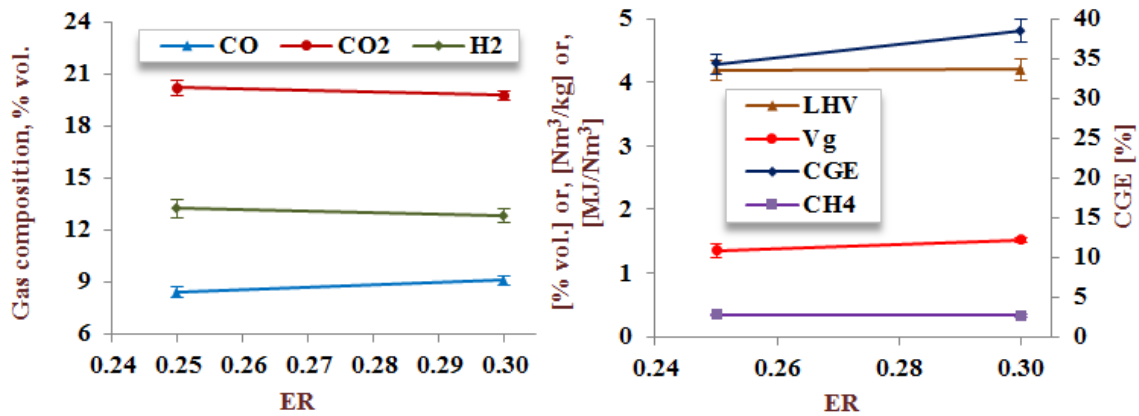 Gas composition, % vol.
24
21
18
15
12
9
6
CO CO2 H2
0.24 0.25 0.26 0.27 0.28 0.29 0.30
ER
[% vol.] or, [Nm³/kg] or,
[MJ/Nm³]
5
4
3
2
1
0
LHV
Vg
CGE
CH4
40
35
30
25
20
15
10
5
0
CGE [%]
0.24 0.26 0.28 0.30
ER